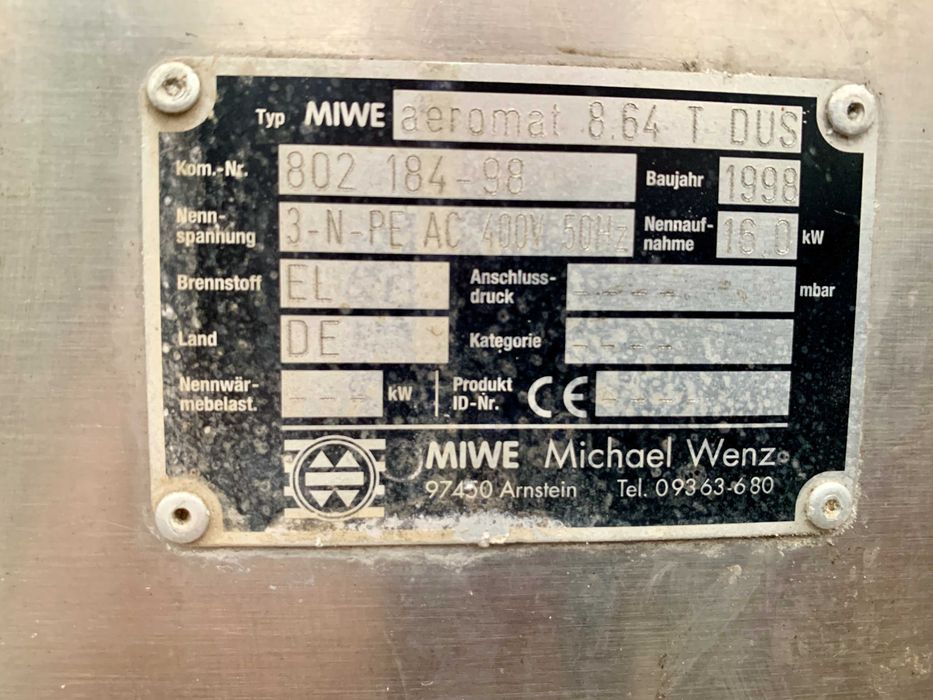 Typ MIWE aeromat 8.64 T DUS
Kom.-Nr. 802 184-98 Baujahr 1998
Nenn-spannung 3-N-PE AC 400V 50Hz Nennauf-nahme 16.0 kW
Brennstoff EL Anschluss-druck ---- -.- mbar
Land DE Kategorie ----
Nennwär-mebelast. --- kW Produkt ID-Nr. CE ----
MIWE Michael Wenz
97450 Arnstein Tel. 09363-680